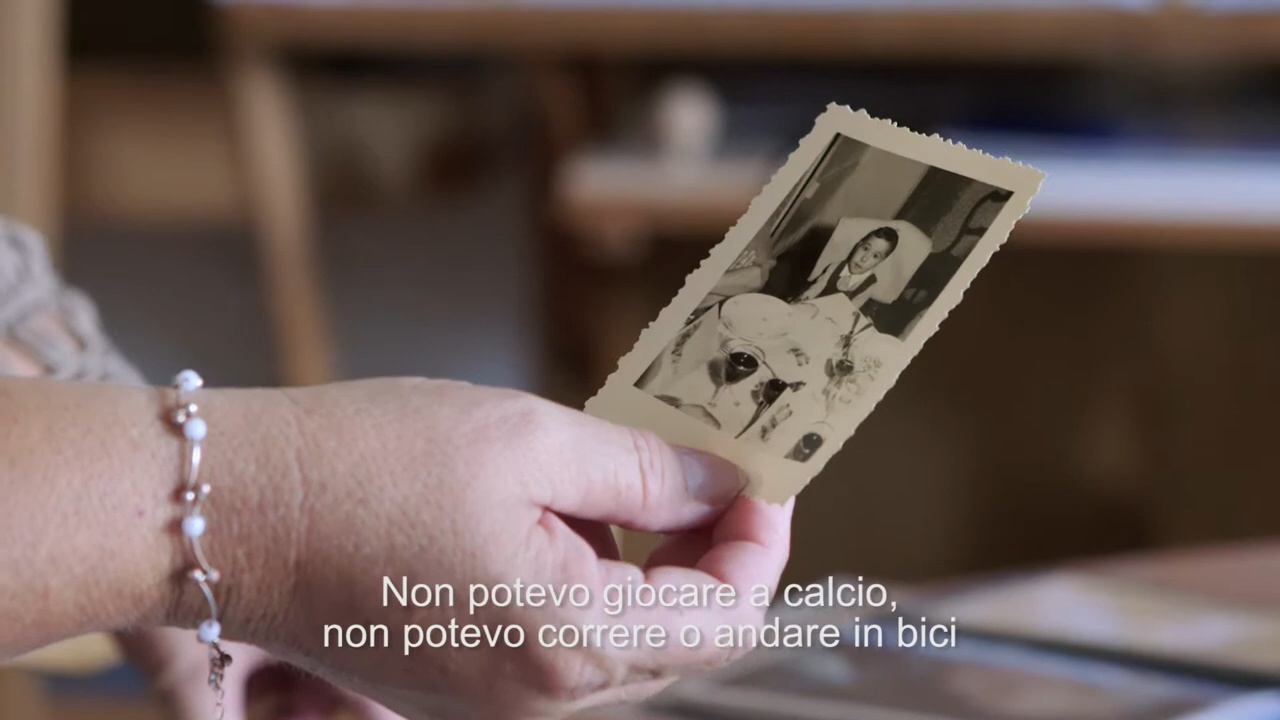 Non potevo giocare a calcio,
non potevo correre o andare in bici